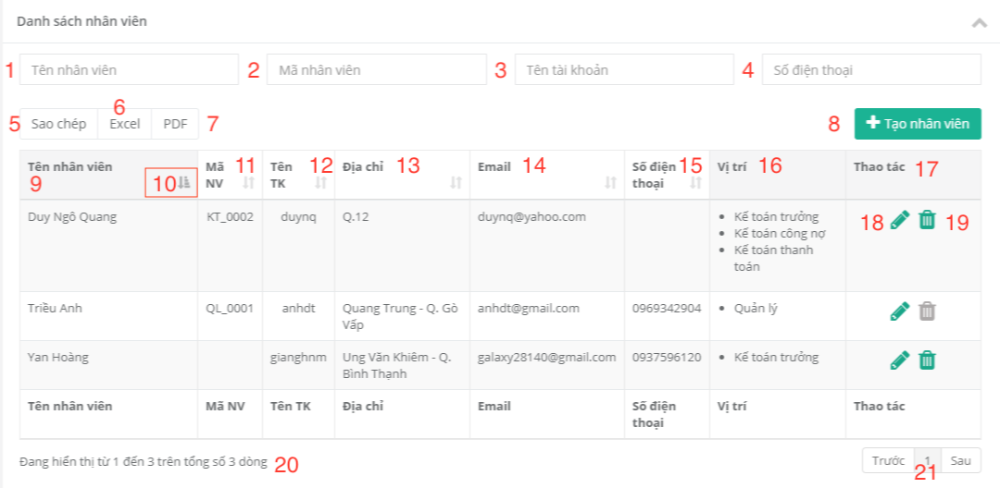 Danh sách nhân viên
1 Tên nhân viên 2 Mã nhân viên 3 Tên tài khoản 4 Số điện thoại
6
5 Sao chép Excel PDF 7 8 Tạo nhân viên
Tên nhân viên Mã 11 Tên 12 Địa chỉ 13 Email 14 Số điện 15 Vị trí 16 Thao tác 17
9 10 NV TK thoại
Duy Ngô Quang KT_0002 duynq Q.12 duynq@yahoo.com • Kế toán trưởng 18 19
• Kế toán công nợ
• Kế toán thanh
toán
Triều Anh QL_0001 anhdt Quang Trung - Q. Gò anhdt@gmail.com 0969342904 • Quản lý
Vấp
Yan Hoàng gianghnm Ung Văn Khiêm - Q. galaxy28140@gmail.com 0937596120 • Kế toán trưởng
Bình Thạnh
Tên nhân viên Mã NV Tên TK Địa chỉ Email Số điện Vị trí Thao tác
thoại
Đang hiển thị từ 1 đến 3 trên tổng số 3 dòng 20 Trước 1 Sau
21